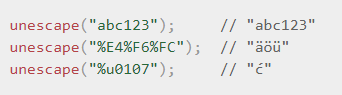 unescape("abc123");     // "abc123"
unescape("%E4%F6%FC");  // "äöü"
unescape("%u0107");     // "ć"